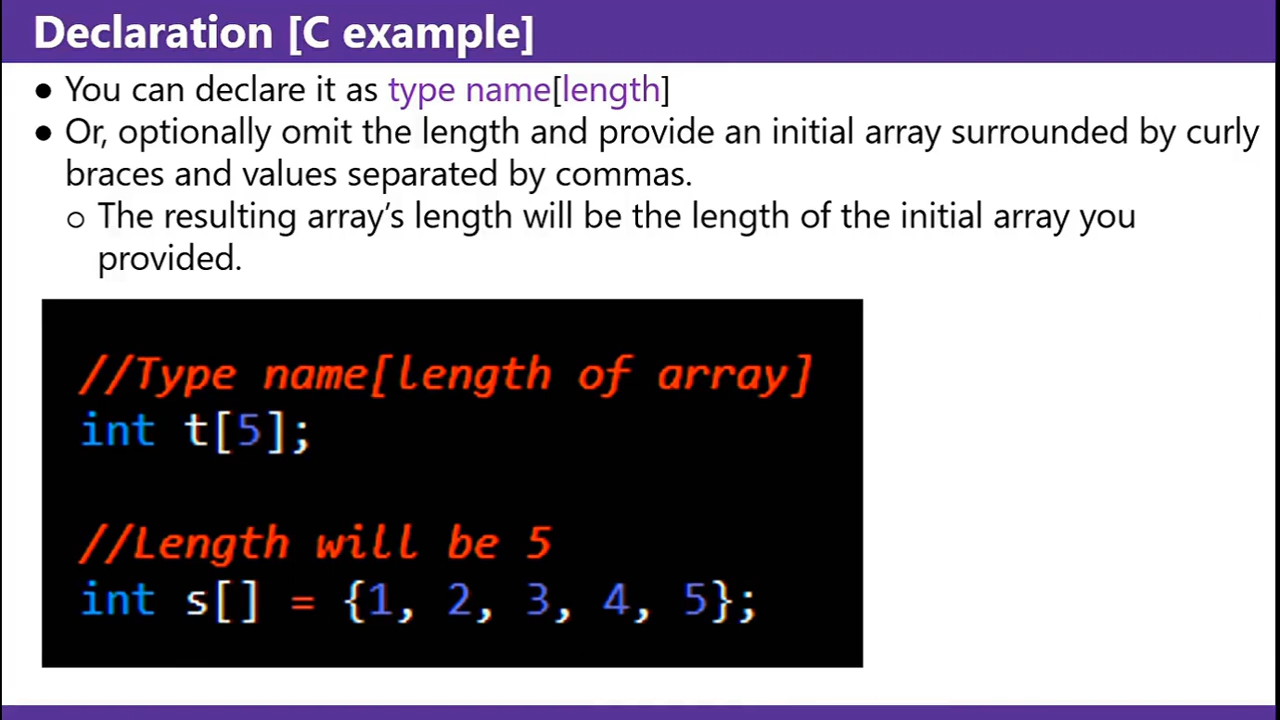 Declaration [C example]
● You can declare it as type name[length]
● Or, optionally omit the length and provide an initial array surrounded by curly
braces and values separated by commas.
○ The resulting array’s length will be the length of the initial array you
provided.
//Type name[length of array]
int t[5];
//Length will be 5
int s[] = {1, 2, 3, 4, 5};